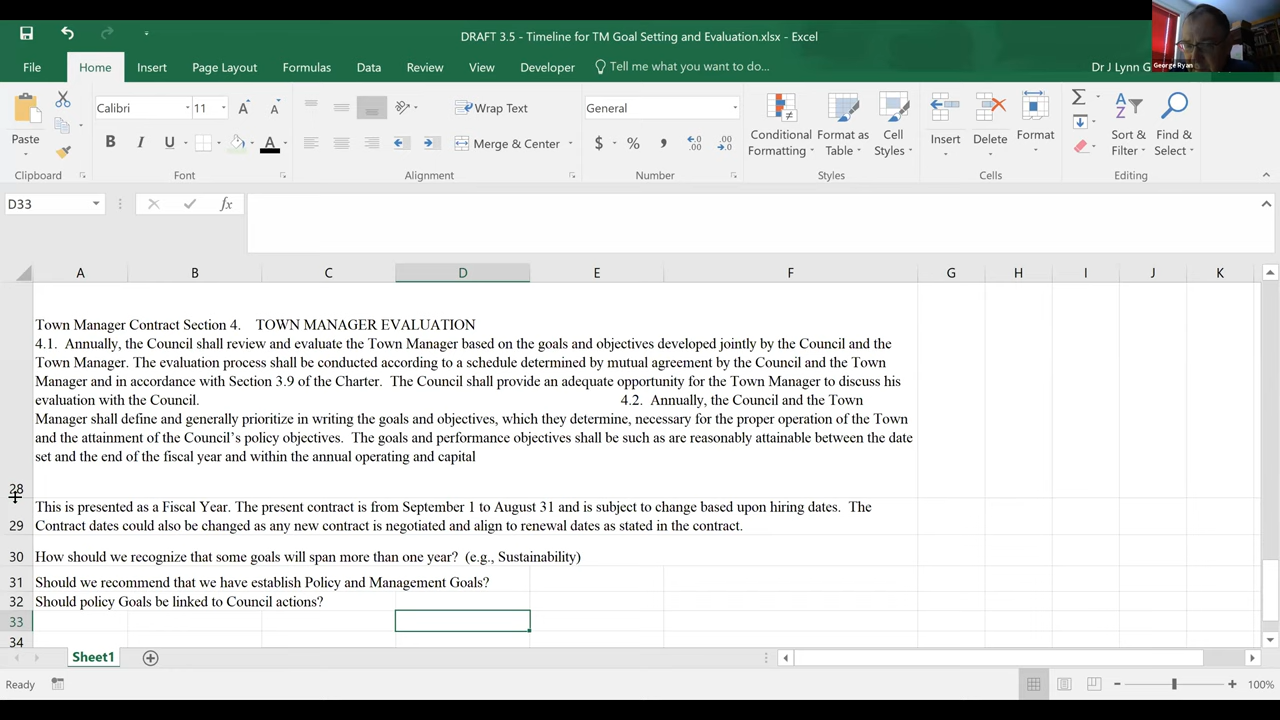 DRAFT 3.5 - Timeline for TM Goal Setting and Evaluation.xlsx - Excel
George Ryan
File Home Insert Page Layout Formulas Data Review View Developer Tell me what you want to do... Dr J Lynn G
Calibri 11 Wrap Text General
Paste B I U Merge & Center $ % , Conditional Formatting Format as Table Cell Styles Insert Delete Format Σ Sort & Filter Find & Select
Clipboard Font Alignment Number Styles Cells Editing
D33 fx
A B C D E F G H I J K
Town Manager Contract Section 4. TOWN MANAGER EVALUATION
4.1. Annually, the Council shall review and evaluate the Town Manager based on the goals and objectives developed jointly by the Council and the
Town Manager. The evaluation process shall be conducted according to a schedule determined by mutual agreement by the Council and the Town
Manager and in accordance with Section 3.9 of the Charter. The Council shall provide an adequate opportunity for the Town Manager to discuss his
evaluation with the Council. 4.2. Annually, the Council and the Town
Manager shall define and generally prioritize in writing the goals and objectives, which they determine, necessary for the proper operation of the Town
and the attainment of the Council’s policy objectives. The goals and performance objectives shall be such as are reasonably attainable between the date
set and the end of the fiscal year and within the annual operating and capital
28
This is presented as a Fiscal Year. The present contract is from September 1 to August 31 and is subject to change based upon hiring dates. The
29 Contract dates could also be changed as any new contract is negotiated and align to renewal dates as stated in the contract.
30 How should we recognize that some goals will span more than one year? (e.g., Sustainability)
31 Should we recommend that we have establish Policy and Management Goals?
32 Should policy Goals be linked to Council actions?
33
34
Sheet1
Ready 100%